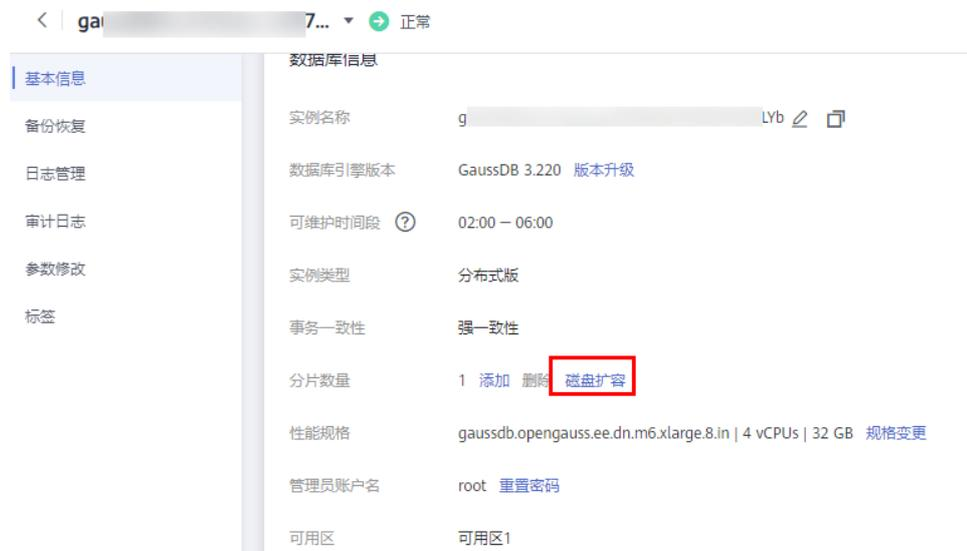 ga 7... 正常
基本信息
备份恢复
日志管理
审计日志
参数修改
标签
数据库信息
实例名称 g LYb
数据库引擎版本 GaussDB 3.220 版本升级
可维护时间段 ? 02:00 — 06:00
实例类型 分布式版
事务一致性 强一致性
分片数量 1 添加 删除 磁盘扩容
性能规格 gaussdb.opengauss.ee.dn.m6.xlarge.8.in | 4 vCPUs | 32 GB 规格变更
管理员账户名 root 重置密码
可用区 可用区1